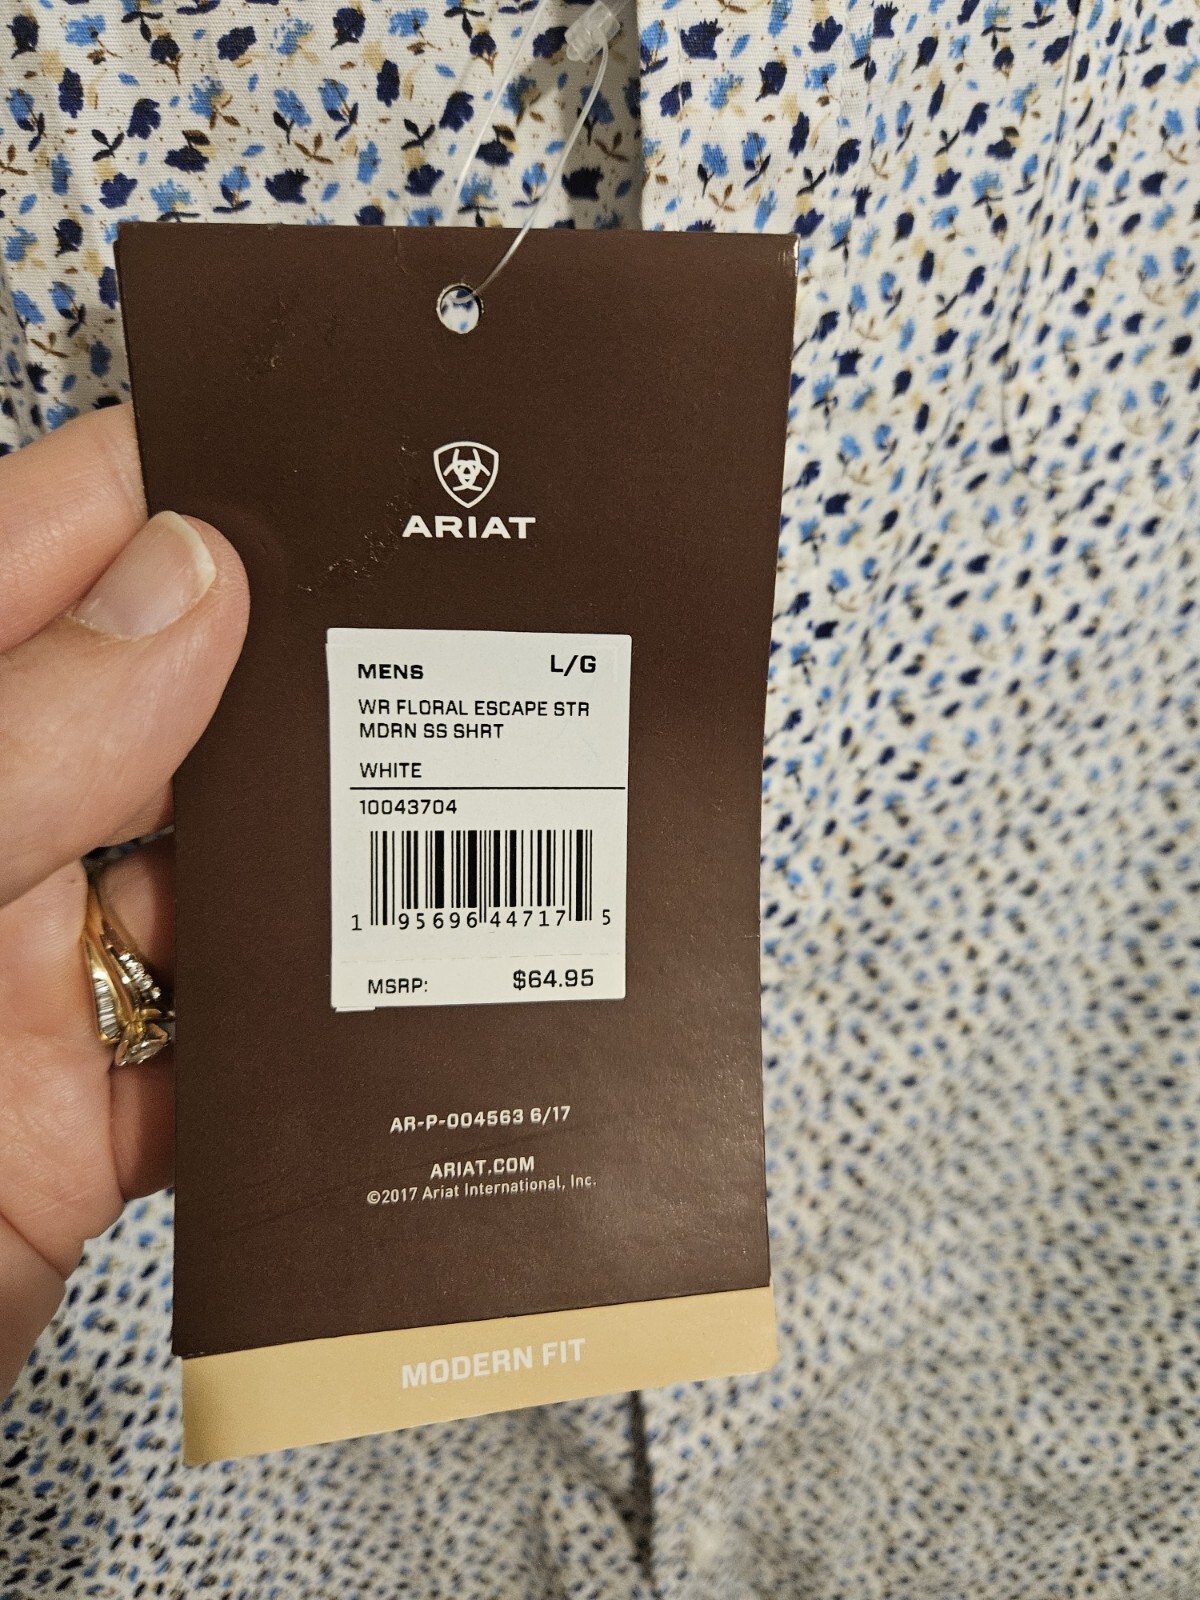 ARIAT
MENS L/G
WR FLORAL ESCAPE STR
MDRN SS SHRT
WHITE
10043704
1 95696 44717 5
MSRP: $64.95
AR-P-004563 6/17
ARIAT.COM
©2017 Ariat International, Inc.
MODERN FIT